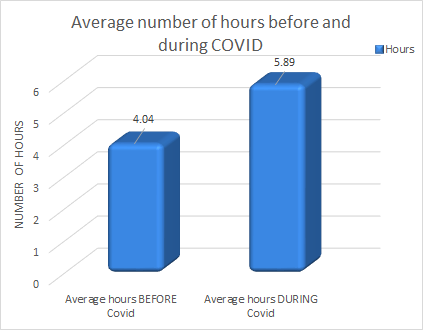 Average number of hours before and
during COVID
Hours
5.89
4.04
6
5
4
3
2
1
0
NUMBER OF HOURS
Average hours BEFORE
Covid
Average hours DURING
Covid